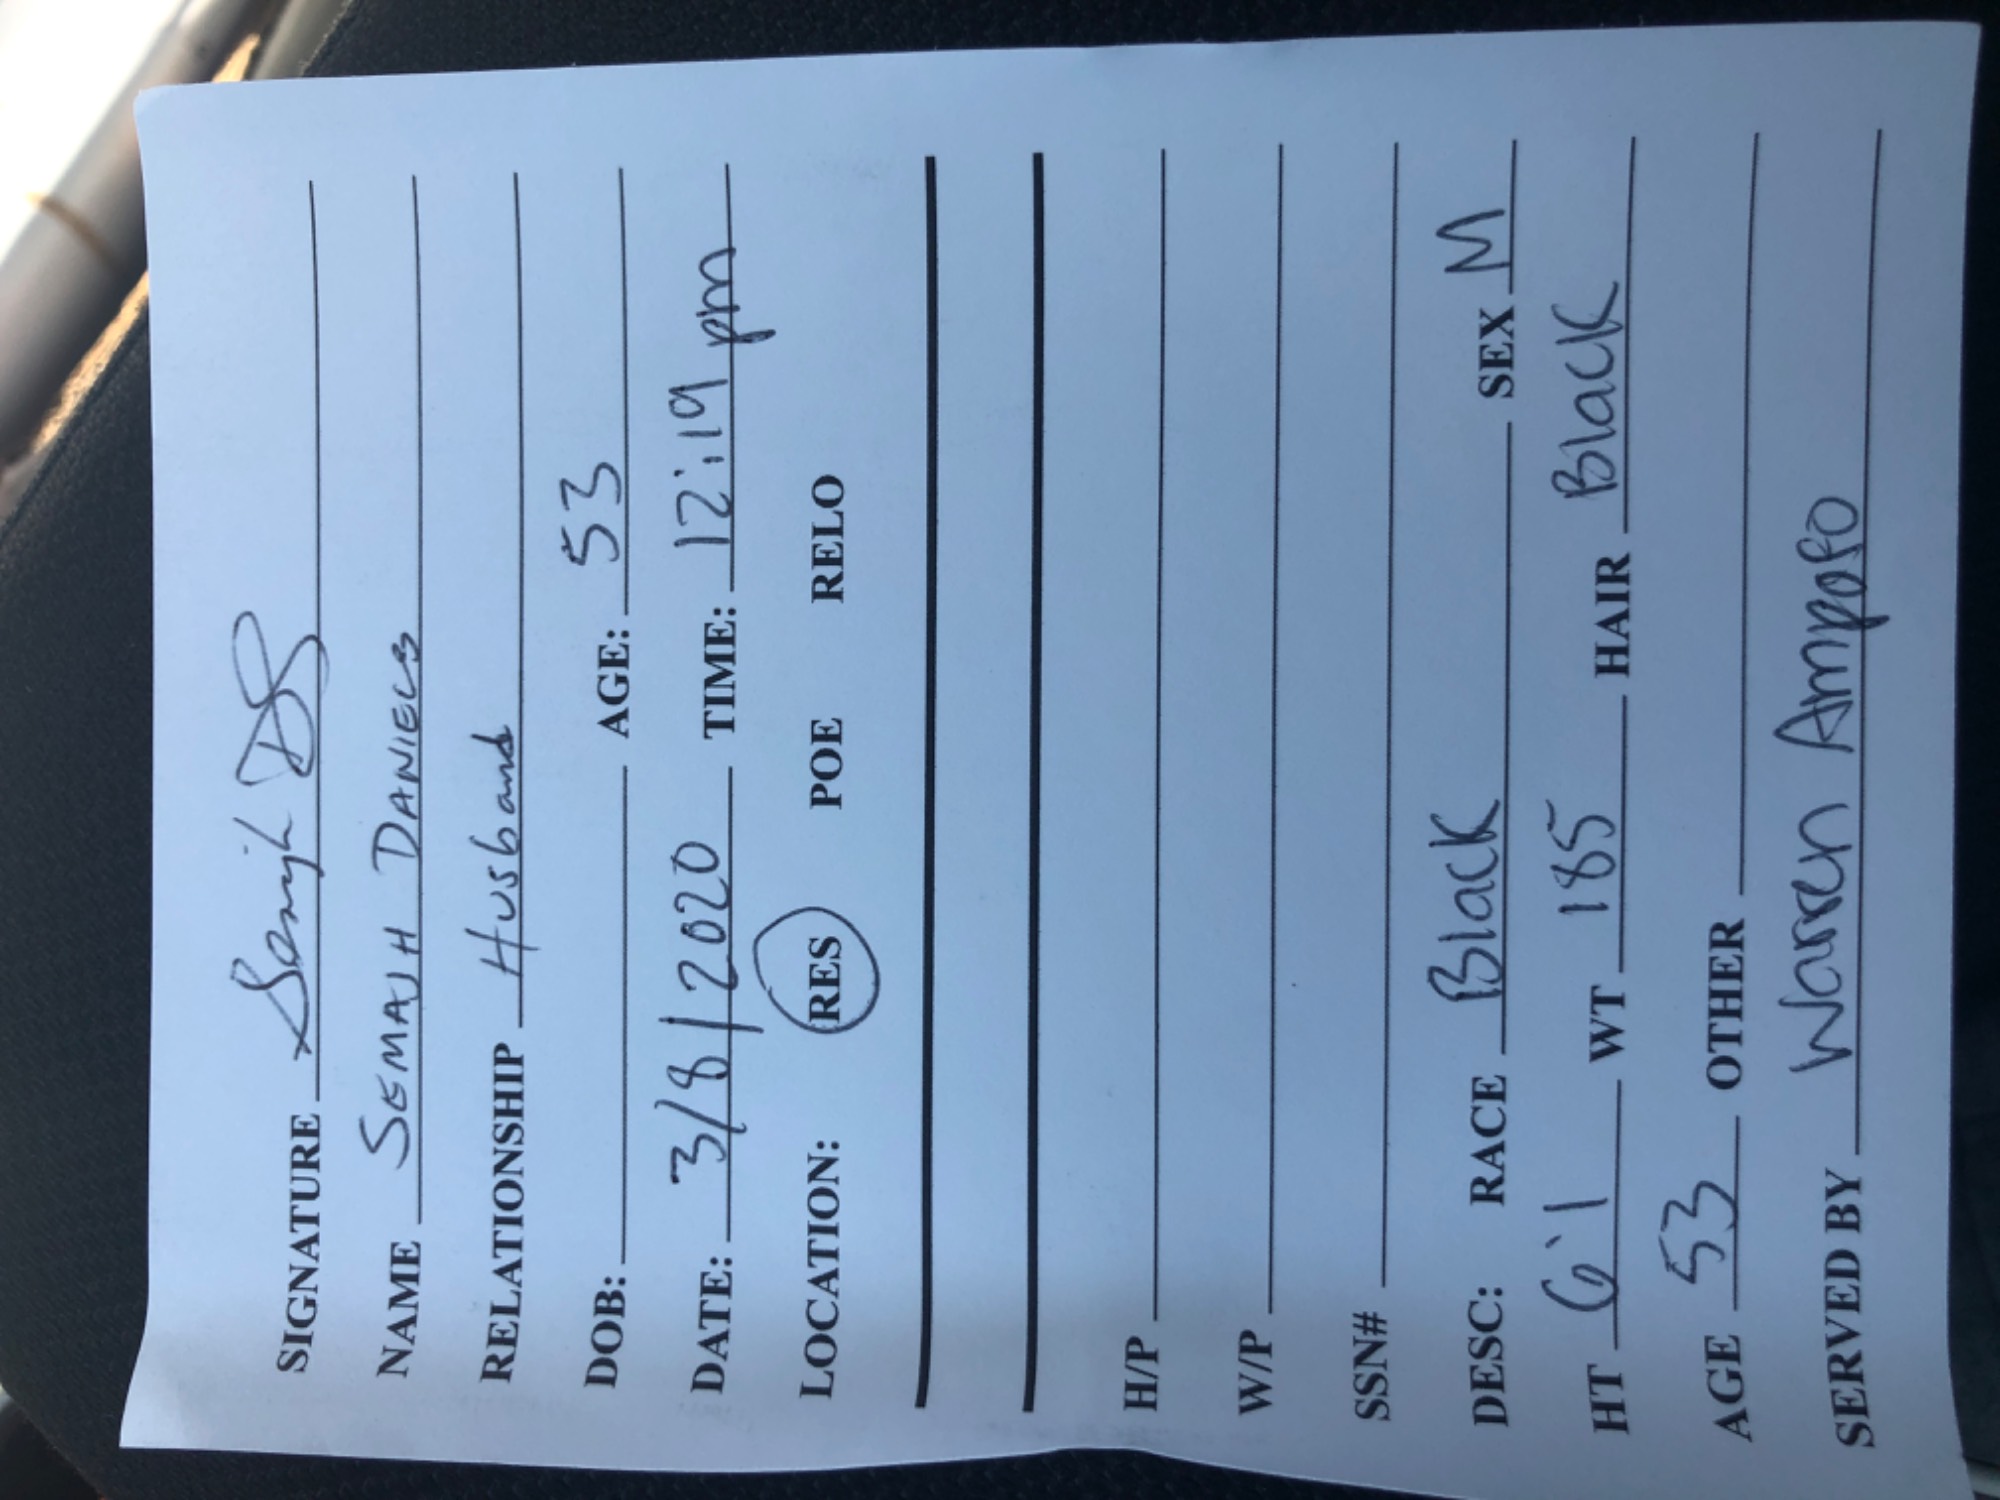 SIGNATURE
NAME SEMAJH DANIELS
RELATIONSHIP Husband
DOB: AGE: 53
DATE: 3/8/2020 TIME: 12:19 pm
LOCATION: RES POE RELO
H/P
W/P
SSN#
DESC: RACE Black SEX M
HT 6'1 WT 185 HAIR Black
AGE 53 OTHER
SERVED BY Warren Ampofo